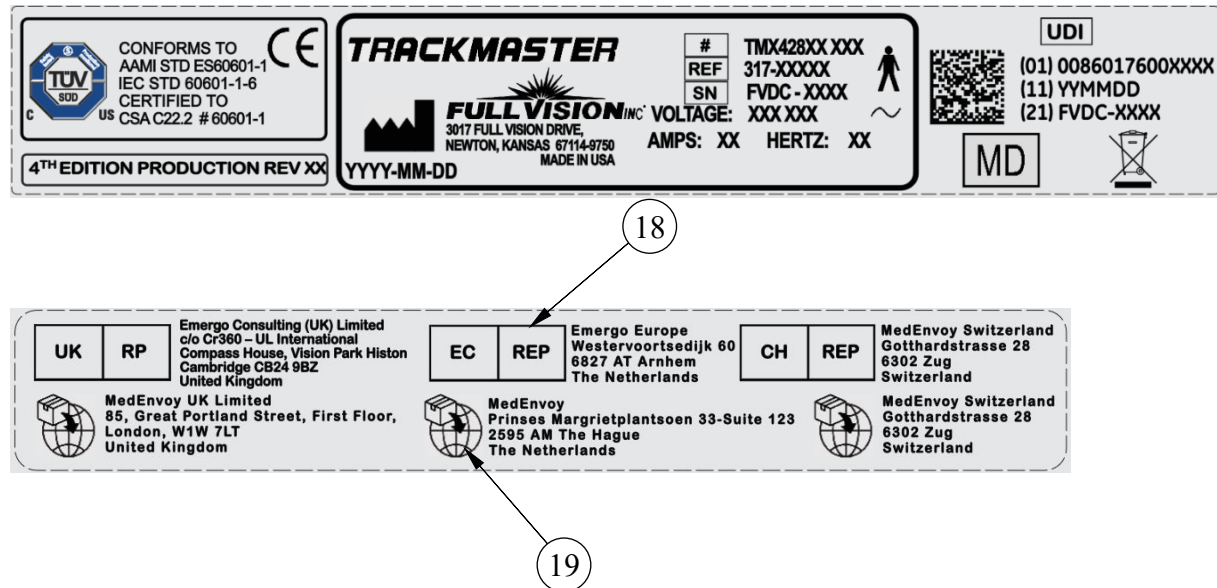 CONFORMS TO
AAMI STD ES60601-1
IEC STD 60601-1-6
CERTIFIED TO
CSA C22.2 # 60601-1
CE
TÜV
SÜD
C US
4TH EDITION PRODUCTION REV XX
TRACKMASTER
FULL VISION INC
3017 FULL VISION DRIVE,
NEWTON, KANSAS 67114-9750
MADE IN USA
YYYY-MM-DD
# TMX428XX XXX
REF 317-XXXXX
SN FVDC - XXXX
VOLTAGE: XXX XXX
AMPS: XX HERTZ: XX
UDI
(01) 0086017600XXXX
(11) YYMMDD
(21) FVDC-XXXX
MD
18
UK RP
Emergo Consulting (UK) Limited
c/o Cr360 – UL International
Compass House, Vision Park Histon
Cambridge CB24 9BZ
United Kingdom
EC REP
Emergo Europe
Westervoortsedijk 60
6827 AT Arnhem
The Netherlands
CH REP
MedEnvoy Switzerland
Gotthardstrasse 28
6302 Zug
Switzerland
MedEnvoy UK Limited
85, Great Portland Street, First Floor,
London, W1W 7LT
United Kingdom
MedEnvoy
Prinses Margrietplantsoen 33-Suite 123
2595 AM The Hague
The Netherlands
MedEnvoy Switzerland
Gotthardstrasse 28
6302 Zug
Switzerland
19